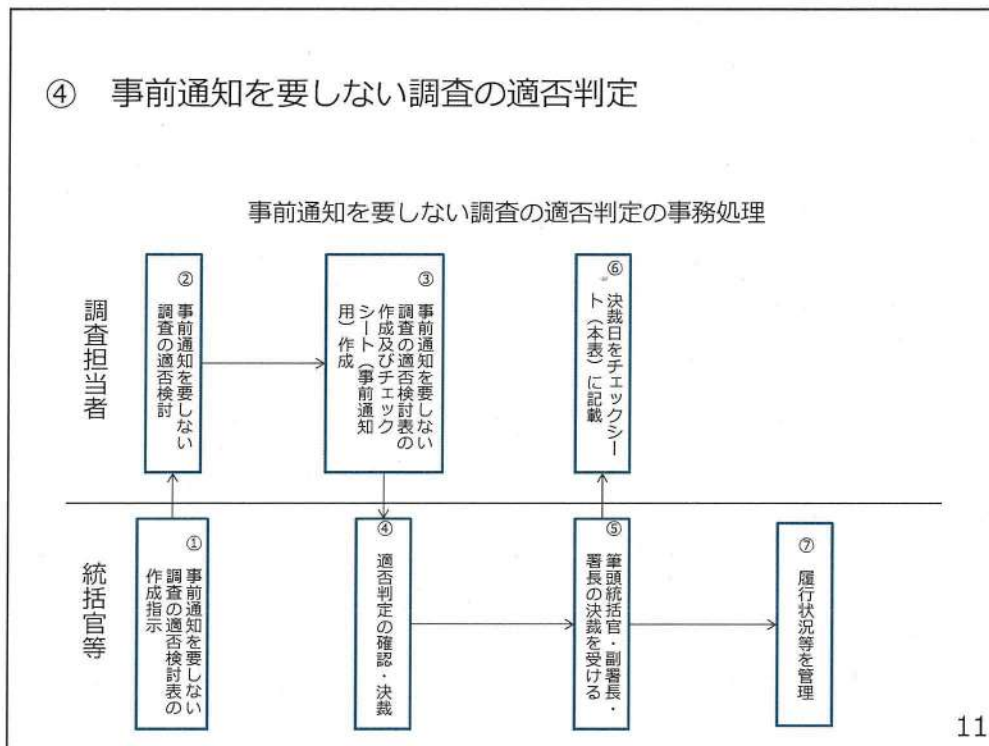 ④ 事前通知を要しない調査の適否判定
事前通知を要しない調査の適否判定の事務処理
調査担当者
② 事前通知を要しない
調査の適否検討
③ 事前通知を要しない
調査の適否検討表の
作成及びチェック
シート（事前通知
用）作成
⑥ 決裁日をチェックシー
ト（本表）に記載
統括官等
① 事前通知を要しない
調査の適否検討表の
作成指示
④ 適否判定の確認・決裁
⑤ 筆頭統括官・副署長・
署長の決裁を受ける
⑦ 履行状況等を管理
11